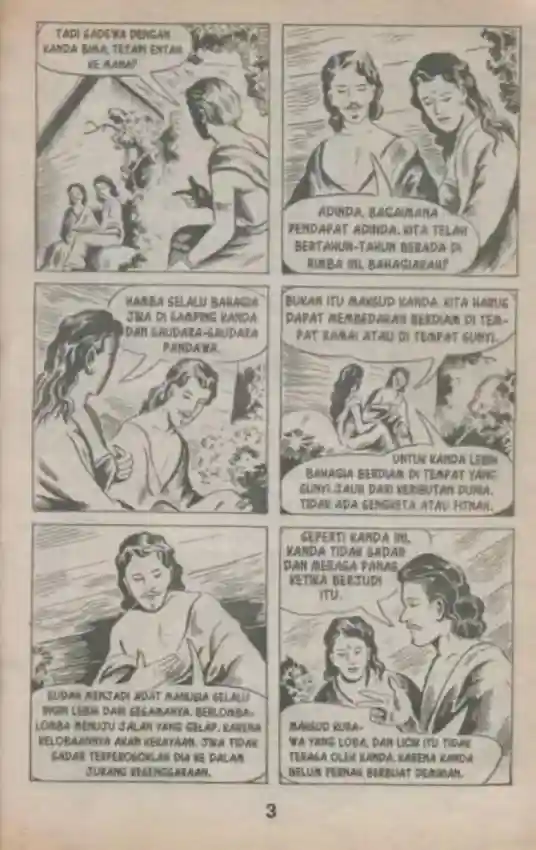 TADI SADEWA DENGAN
KANDA BIMA, TETAPI ENTAH
KE MANA?
ADINDA, BAGAIMANA
PENDAPAT ADINDA. KITA TELAH
BERTAHUN-TAHUN BERADA DI
RIMBA INI, BAHAGIAKAH?
HAMBA SELALU BAHAGIA
JIKA DI SAMPING KANDA
DAN SAUDARA-SAUDARA
PANDAWA.
BUKAN ITU MAKSUD KANDA. KITA HARUS
DAPAT MEMBEDAKAN BERDIAM DI TEM-
PAT RAMAI ATAU DI TEMPAT SUNYI.
UNTUK KANDA LEBIH
BAHAGIA BERDIAM DI TEMPAT YANG
SUNYI. JAUH DARI KERIBUTAN DUNIA.
TIDAK ADA SENGKETA ATAU FITNAH.
SUDAH MENJADI ADAT MANUSIA SELALU
INGIN LEBIH DARI SESAMANYA. BERLOMBA-
LOMBA MENUJU JALAN YANG GELAP. KARENA
KELOBAANNYA AKAN KEKAYAAN. JIKA TIDAK
SADAR TERPEROSOKLAH DIA KE DALAM
JURANG KESENGSARAAN.
SEPERTI KANDA INI,
KANDA TIDAK SADAR
DAN MERASA PANAS
KETIKA BERJUDI
ITU.
MAKSUD KURA-
WA YANG LOBA, DAN LICIK ITU TIDAK
TERASA OLEH KANDA. KARENA KANDA
BELUM PERNAH BERBUAT DEMIKIAN.
3